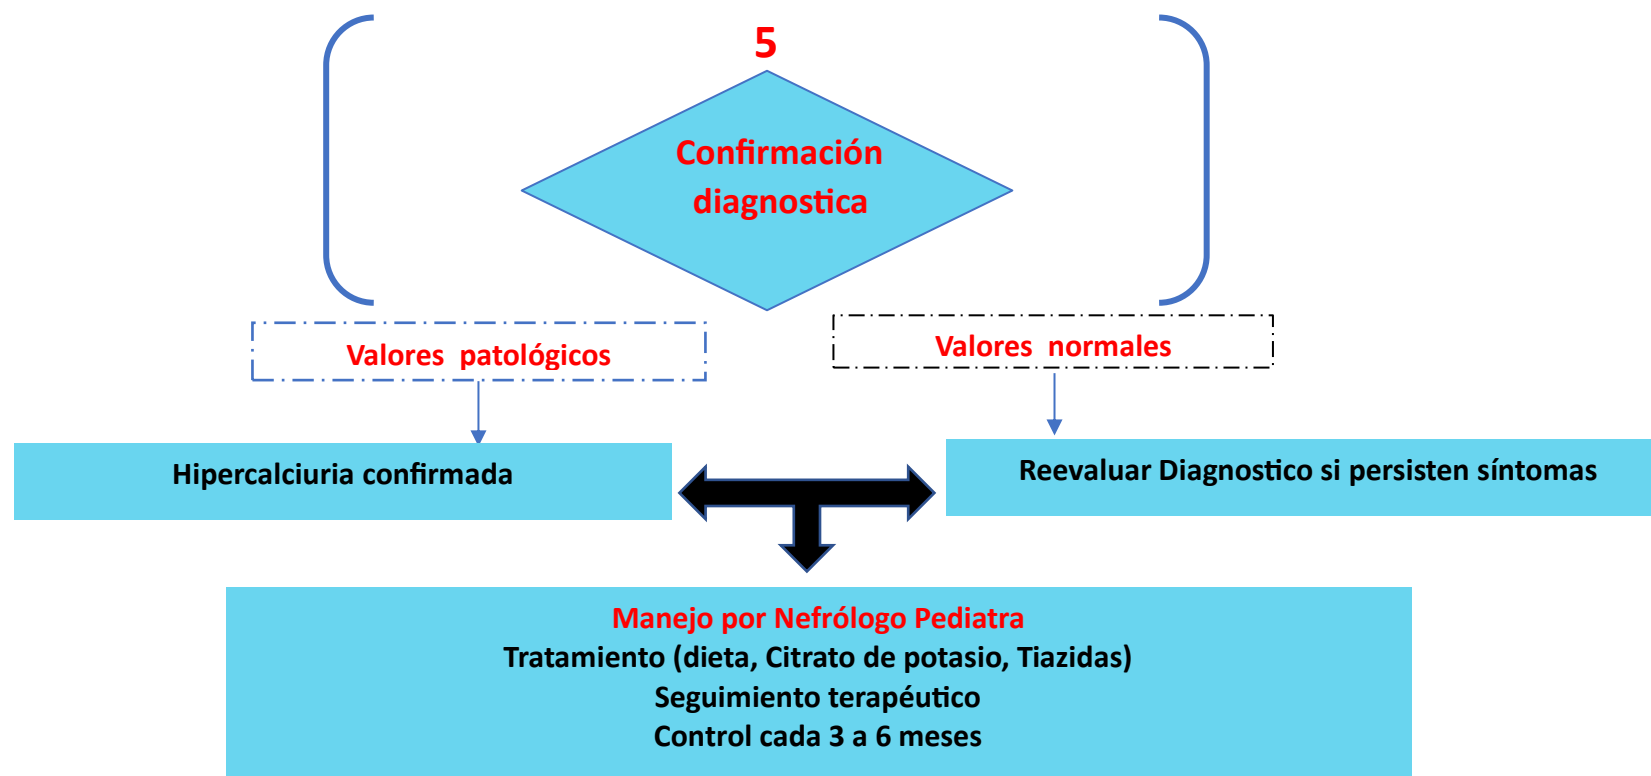 5
Confirmación
diagnostica
Valores patológicos
Valores normales
Hipercalciuria confirmada
Reevaluar Diagnostico si persisten síntomas
Manejo por Nefrólogo Pediatra
Tratamiento (dieta, Citrato de potasio, Tiazidas)
Seguimiento terapéutico
Control cada 3 a 6 meses